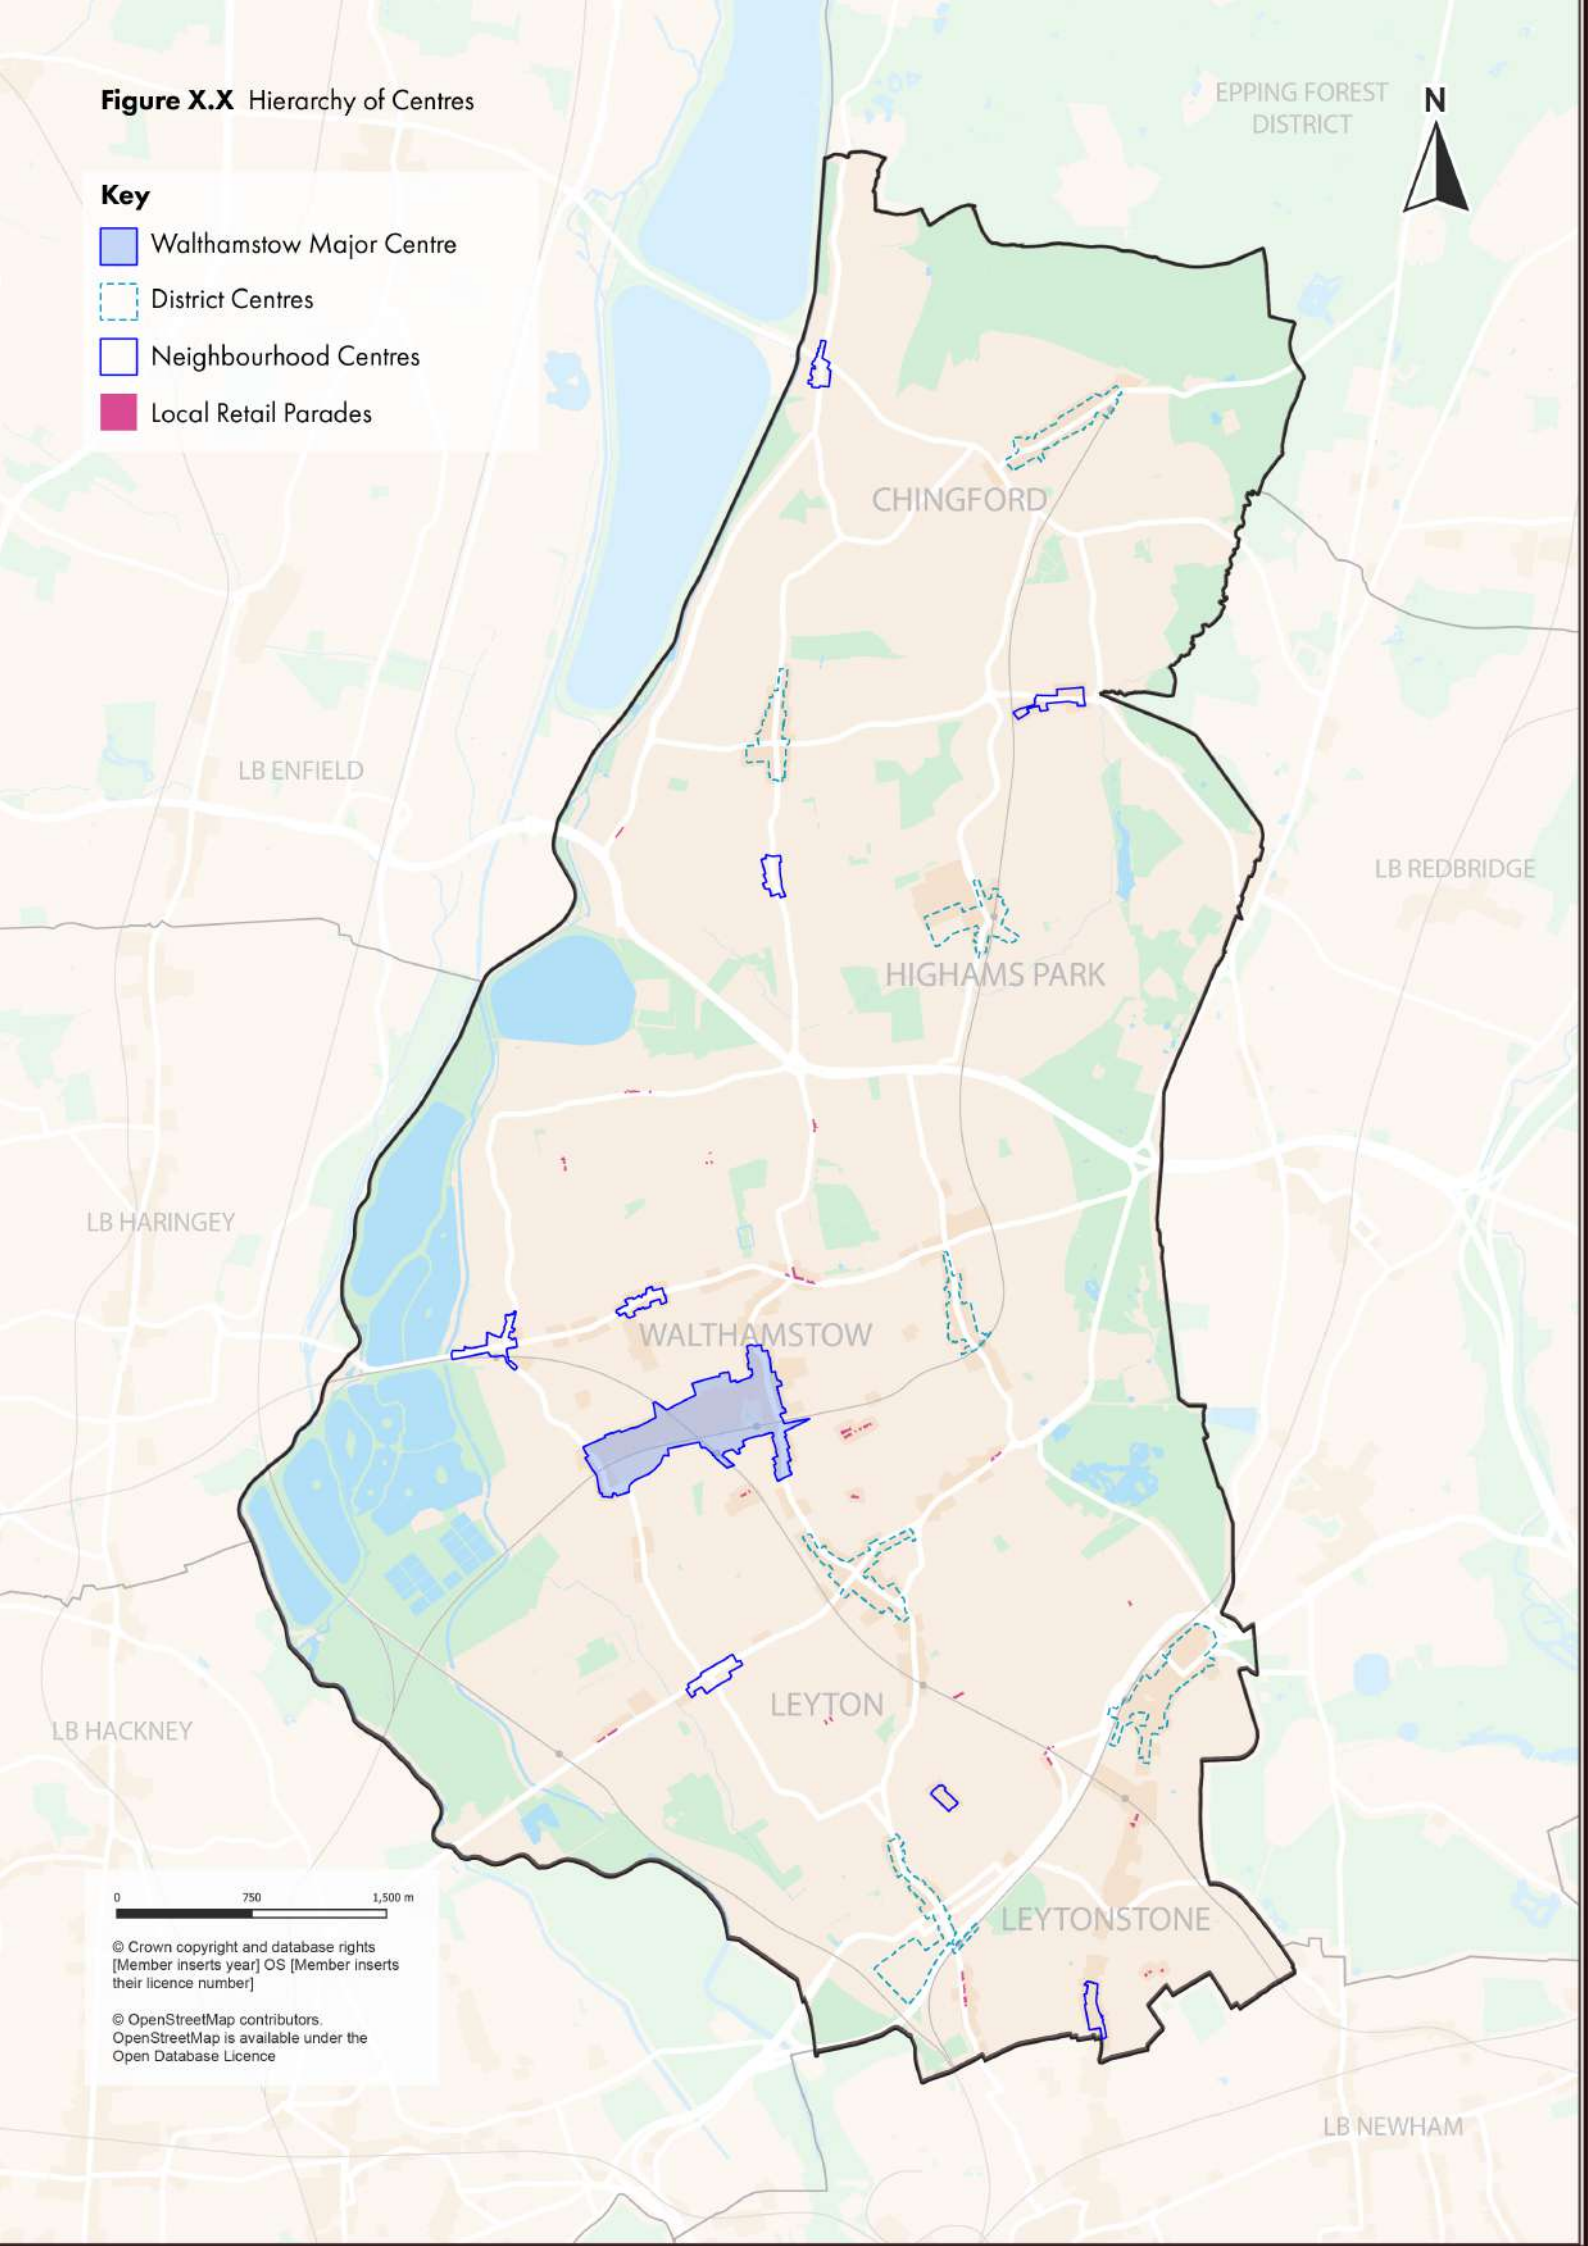 Figure X.X Hierarchy of Centres
EPPING FOREST
DISTRICT
N
Key
Walthamstow Major Centre
District Centres
Neighbourhood Centres
Local Retail Parades
CHINGFORD
LB ENFIELD
LB REDBRIDGE
HIGHAMS PARK
LB HARINGEY
WALTHAMSTOW
LEYTON
LB HACKNEY
0 750 1,500 m
LEYTONSTONE
© Crown copyright and database rights
[Member inserts year] OS [Member inserts
their licence number]
© OpenStreetMap contributors.
OpenStreetMap is available under the
Open Database Licence
LB NEWHAM